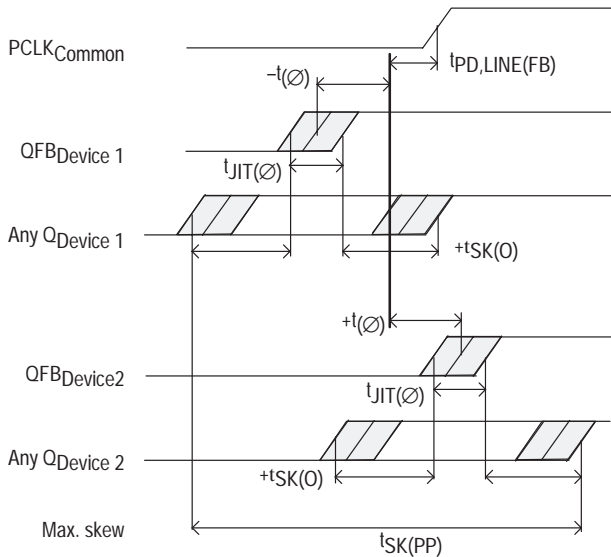 PCLKCommon
tPD,LINE(FB)
–t(∅)
QFBDevice 1
tJIT(∅)
Any QDevice 1
+tSK(O)
+t(∅)
QFBDevice2
tJIT(∅)
Any QDevice 2
+tSK(O)
Max. skew
tSK(PP)